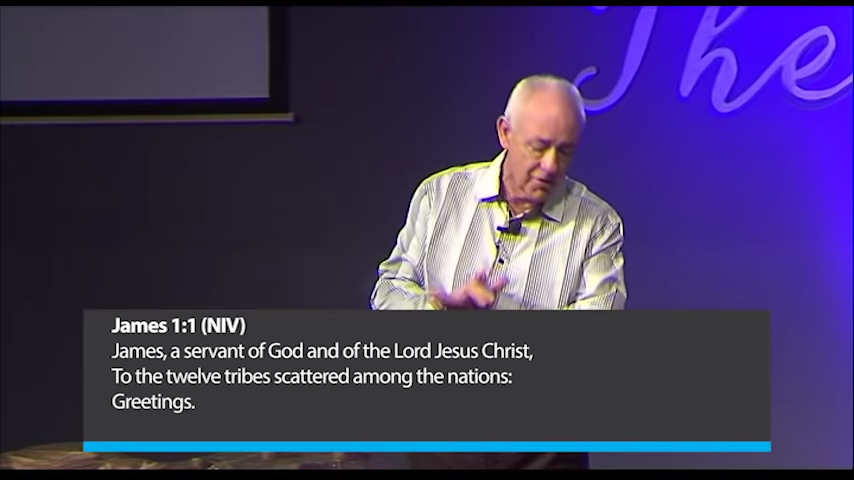 The
James 1:1 (NIV)
James, a servant of God and of the Lord Jesus Christ,
To the twelve tribes scattered among the nations:
Greetings.